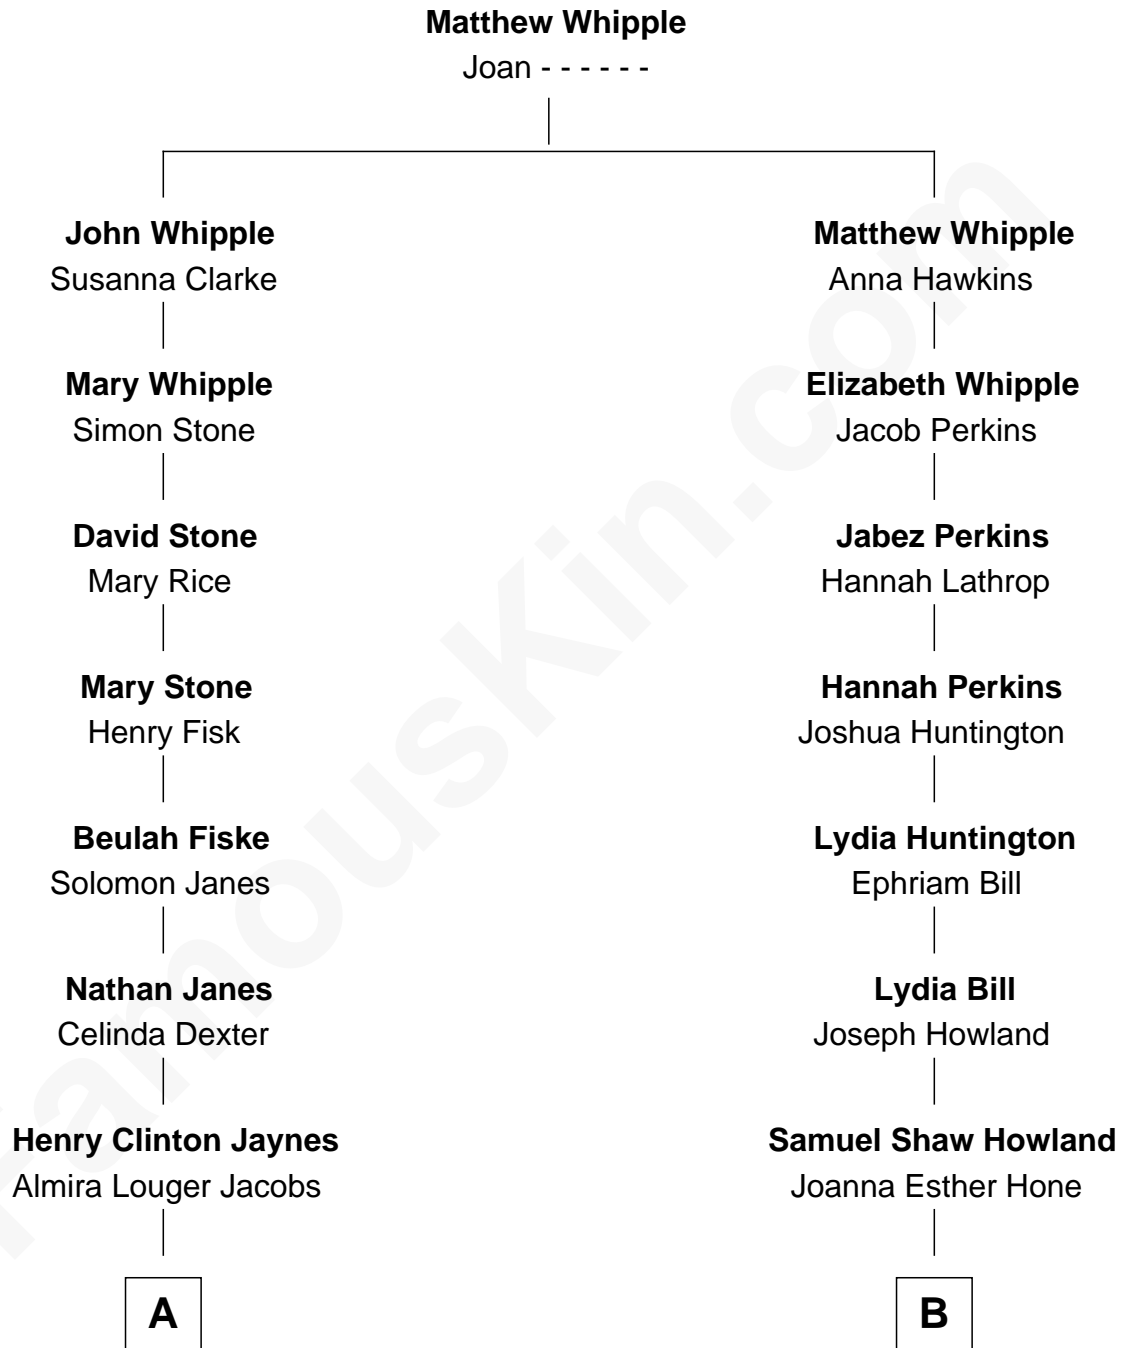 Matthew Whipple
Joan - - - - - -
John Whipple
Susanna Clarke
Matthew Whipple
Anna Hawkins
Mary Whipple
Simon Stone
Elizabeth Whipple
Jacob Perkins
David Stone
Mary Rice
Jabez Perkins
Hannah Lathrop
Mary Stone
Henry Fisk
Hannah Perkins
Joshua Huntington
Beulah Fiske
Solomon Janes
Lydia Huntington
Ephriam Bill
Nathan Janes
Celinda Dexter
Lydia Bill
Joseph Howland
Henry Clinton Jaynes
Almira Louger Jacobs
Samuel Shaw Howland
Joanna Esther Hone
A
B
FamousKin.com